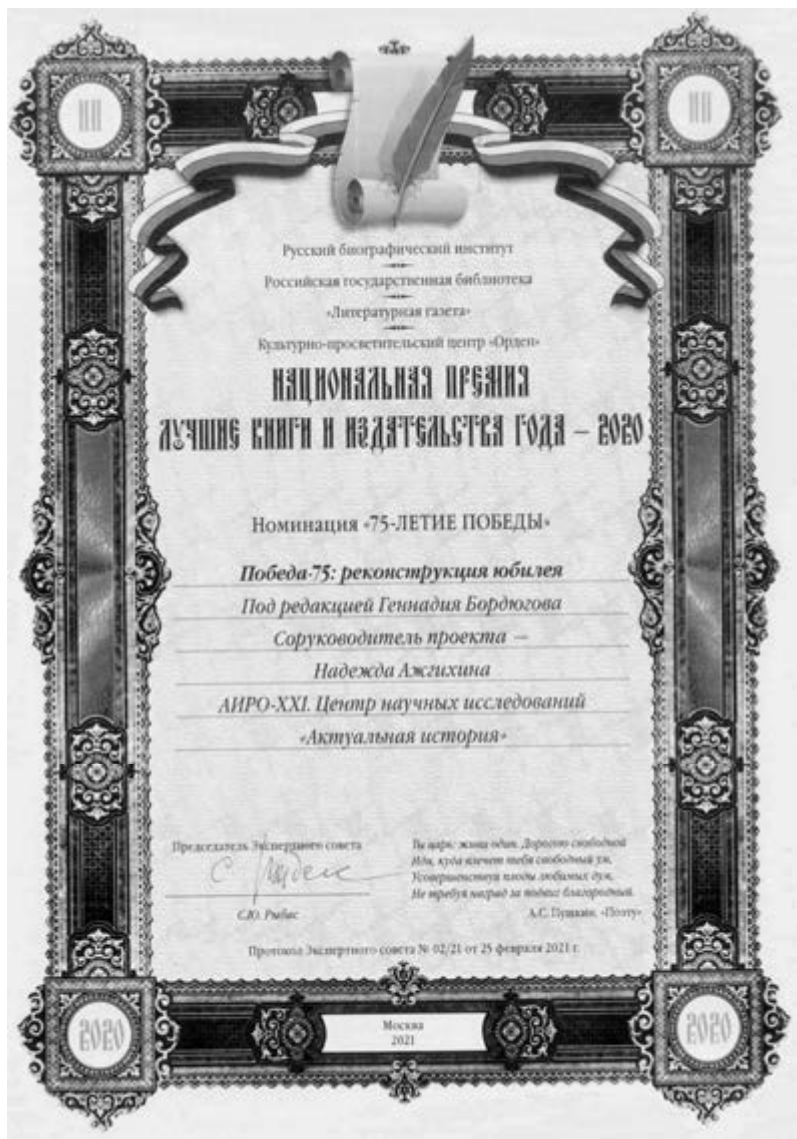 НП
НП
Русский биографический институт
Российская государственная библиотека
«Литературная газета»
Культурно-просветительский центр «Орден»
НАЦИОНАЛЬНАЯ ПРЕМИЯ
ЛУЧШИЕ КНИГИ И ИЗДАТЕЛЬСТВА ГОДА – 2020
Номинация «75-ЛЕТИЕ ПОБЕДЫ»
Победа-75: реконструкция юбилея
Под редакцией Геннадия Бордюгова
Соруководитель проекта —
Надежда Ажгихина
АИРО-XXI. Центр научных исследований
«Актуальная история»
Председатель Экспертного совета
С.Ю. Рыбас
Ты царь: живи один. Дорогою свободной
Иди, куда влечет тебя свободный ум,
Усовершенствуя плоды любимых дум,
Не требуя наград за подвиг благородный.
А.С. Пушкин. «Поэту»
Протокол Экспертного совета № 02/21 от 25 февраля 2021 г.
2020
Москва
2021
2020